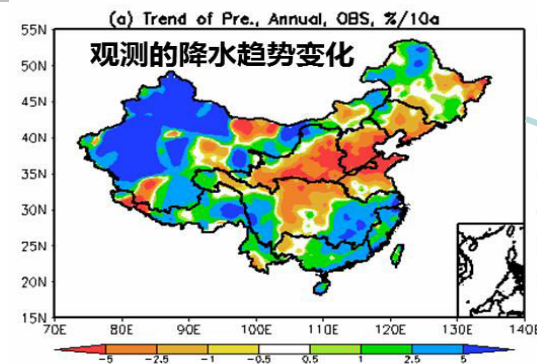 (a) Trend of Pre., Annual, OBS, %/10a
观测的降水趋势变化
55N
50N
45N
40N
35N
30N
25N
20N
15N
70E 80E 90E 100E 110E 120E 130E 140E
-5 -2.5 -1 -0.5 0.5 1 2.5 5